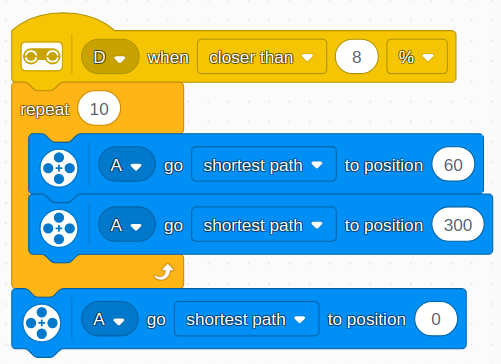 D when closer than 8 %
repeat 10
A go shortest path to position 60
A go shortest path to position 300
A go shortest path to position 0